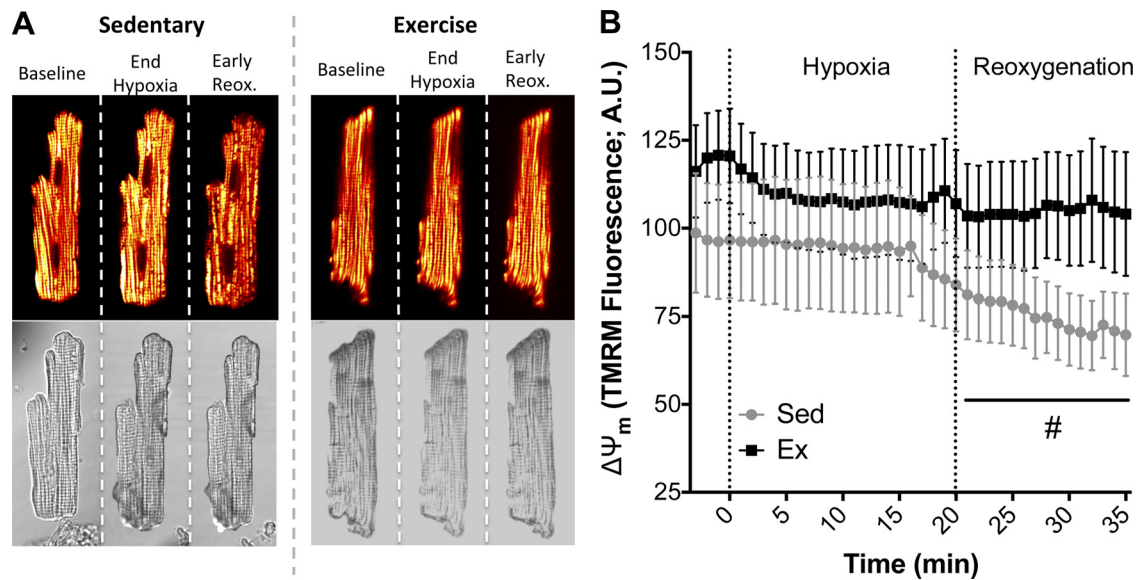 A
Sedentary
Exercise
Baseline
End
Hypoxia
Early
Reox.
Baseline
End
Hypoxia
Early
Reox.
B
ΔΨm (TMRM Fluorescence; A.U.)
150
125
100
75
50
25
Hypoxia
Reoxygenation
Sed
Ex
#
0
5
10
15
20
25
30
35
Time (min)